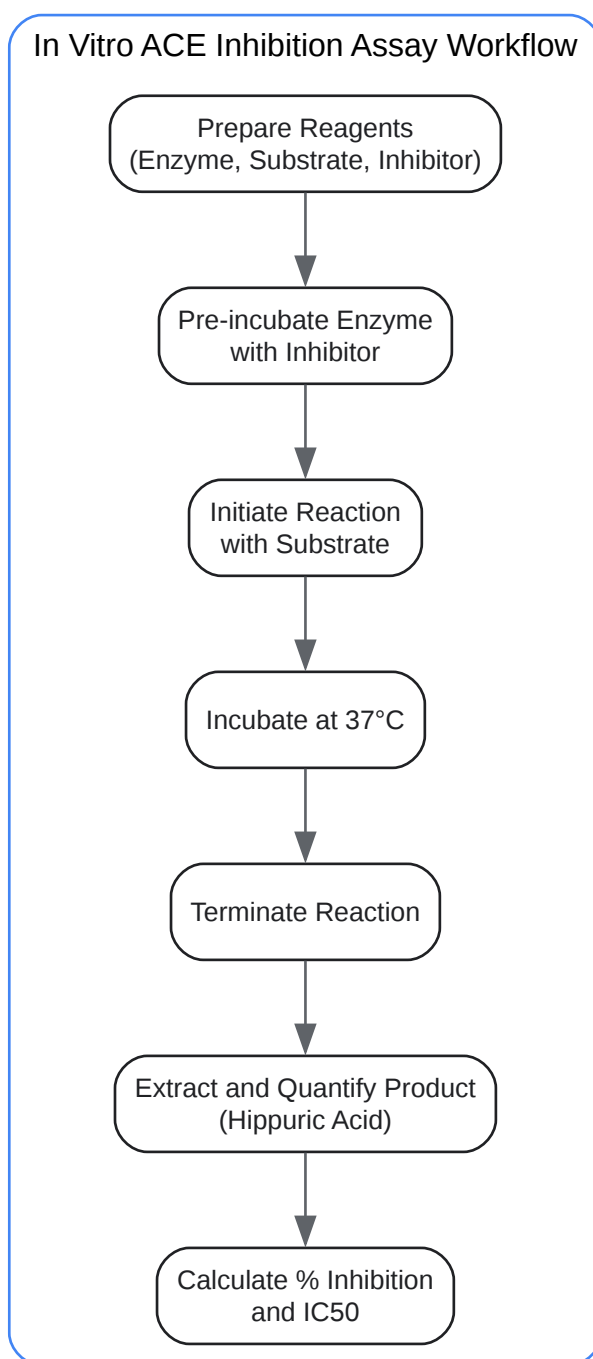 In Vitro ACE Inhibition Assay Workflow
Prepare Reagents
(Enzyme, Substrate, Inhibitor)
Pre-incubate Enzyme
with Inhibitor
Initiate Reaction
with Substrate
Incubate at 37°C
Terminate Reaction
Extract and Quantify Product
(Hippuric Acid)
Calculate % Inhibition
and IC50